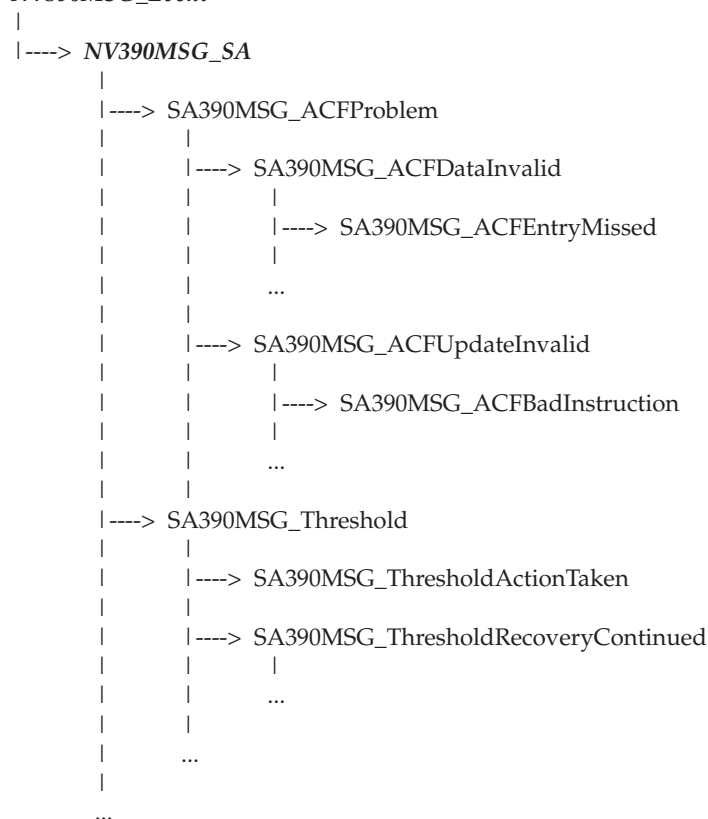 |
|----> NV390MSG_SA
|
|----> SA390MSG_ACFProblem
| |
| |----> SA390MSG_ACFDataInvalid
| | |
| | |----> SA390MSG_ACFEntryMissed
| | |
| | ...
| |
| |----> SA390MSG_ACFUpdateInvalid
| | |
| | |----> SA390MSG_ACFBadInstruction
| | |
| | ...
| |
|----> SA390MSG_Threshold
| |
| |----> SA390MSG_ThresholdActionTaken
| |
| |----> SA390MSG_ThresholdRecoveryContinued
| | |
| | ...
| |
| ...
|
...